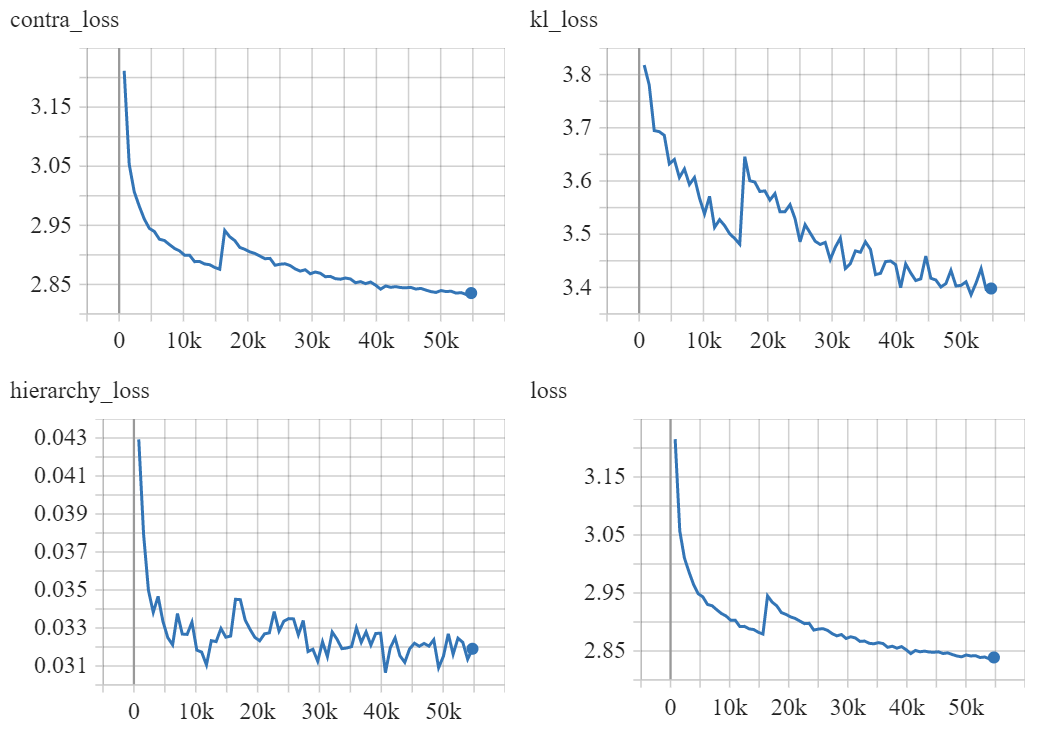 contra_loss
3.15
3.05
2.95
2.85
0 10k 20k 30k 40k 50k
kl_loss
3.8
3.7
3.6
3.5
3.4
0 10k 20k 30k 40k 50k
hierarchy_loss
0.043
0.041
0.039
0.037
0.035
0.033
0.031
0 10k 20k 30k 40k 50k
loss
3.15
3.05
2.95
2.85
0 10k 20k 30k 40k 50k